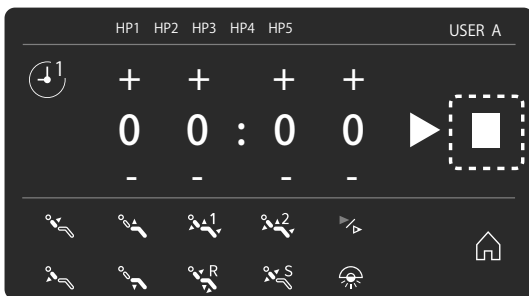 HP1 HP2 HP3 HP4 HP5 USER A
1
+ + + +
0 0 : 0 0
- - - -
1 2
R S